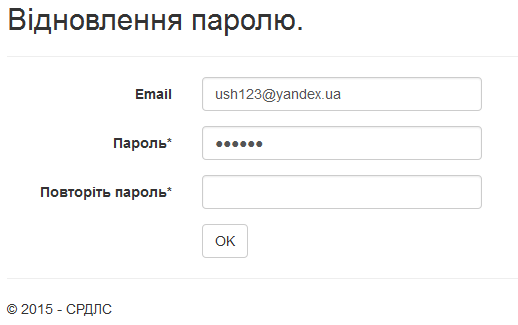 Відновлення паролю.
Email ush123@yandex.ua
Пароль* ●●●●●●
Повторіть пароль*
OK
© 2015 - СРДЛС